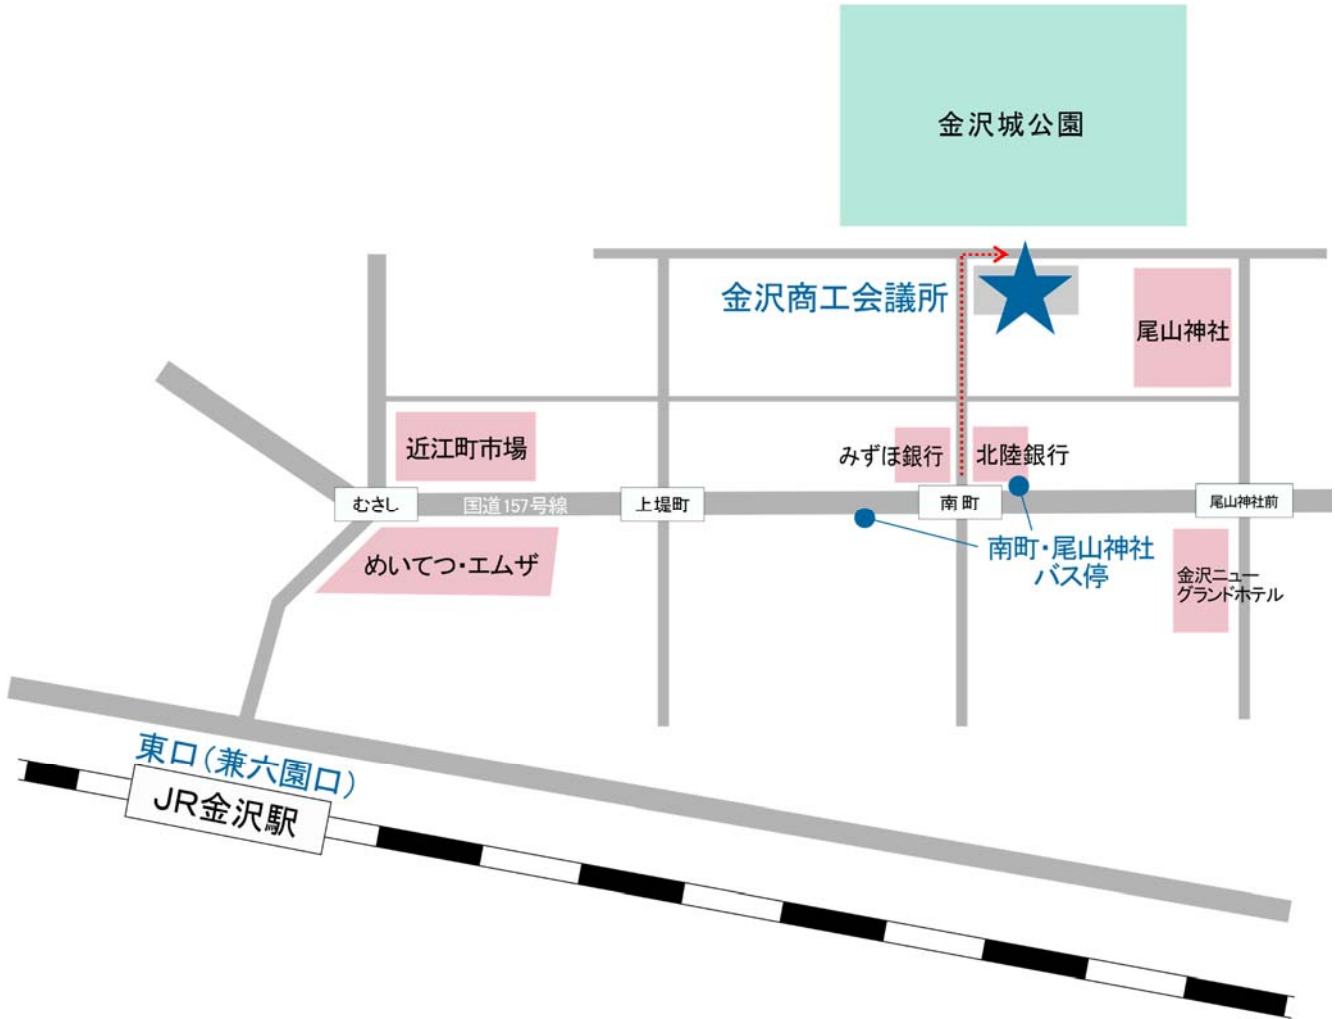 金沢城公園
金沢商工会議所
尾山神社
近江町市場
みずほ銀行
北陸銀行
むさし
国道157号線
上堤町
南町
尾山神社前
めいてつ・エムザ
南町・尾山神社
バス停
金沢ニュー
グランドホテル
東口(兼六園口)
JR金沢駅